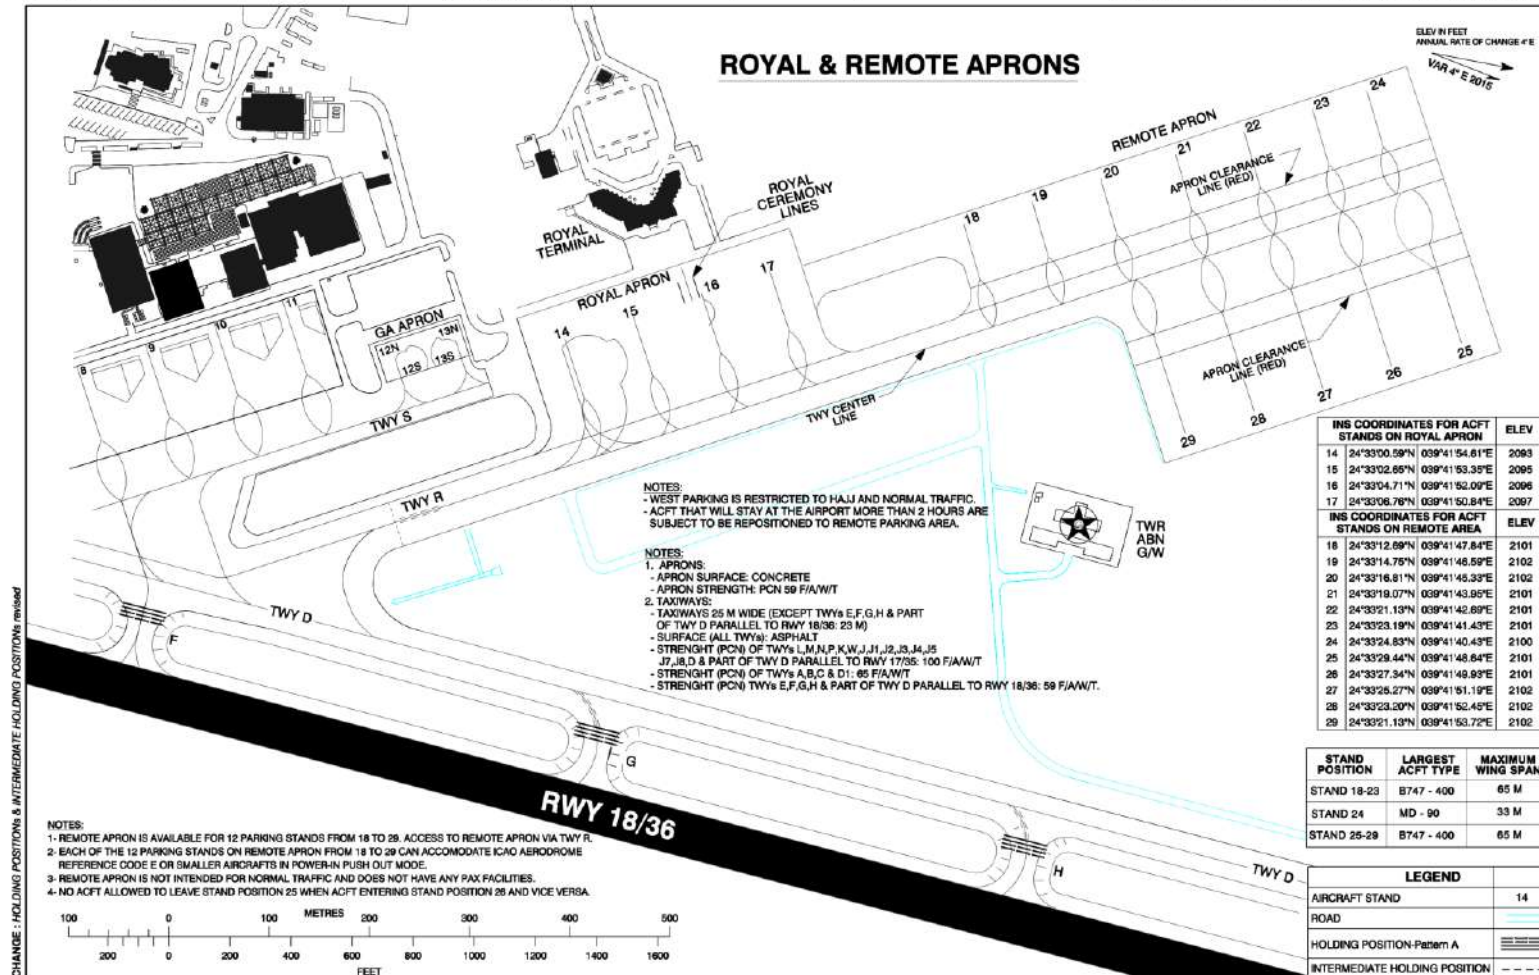 ROYAL & REMOTE APRONS
ELEV IN FEET
ANNUAL RATE OF CHANGE 4' E
VAR 4° E 2015
REMOTE APRON
18
19
20
21
22
23
24
APRON CLEARANCE
LINE (RED)
ROYAL
CEREMONY
LINES
ROYAL
TERMINAL
ROYAL APRON
14
15
16
17
GA APRON
12N
13N
12S
13S
8
9
10
11
TWY S
TWY R
TWY CENTER
LINE
APRON CLEARANCE
LINE (RED)
25
26
27
28
29
TWR
ABN
G/W
NOTES:
- WEST PARKING IS RESTRICTED TO HAJJ AND NORMAL TRAFFIC.
- ACFT THAT WILL STAY AT THE AIRPORT MORE THAN 2 HOURS ARE
SUBJECT TO BE REPOSITIONED TO REMOTE PARKING AREA.
NOTES:
1. APRONS:
- APRON SURFACE: CONCRETE
- APRON STRENGTH: PCN 59 F/A/W/T
2. TAXIWAYS:
- TAXIWAYS 25 M WIDE (EXCEPT TWYs E,F,G,H & PART
OF TWY D PARALLEL TO RWY 18/36: 23 M)
- SURFACE (ALL TWYs): ASPHALT
- STRENGHT (PCN) OF TWYs L,M,N,P,K,W,J,J1,J2,J3,J4,J5
J7,J8,D & PART OF TWY D PARALLEL TO RWY 17/35: 100 F/A/W/T
- STRENGHT (PCN) OF TWYs A,B,C & D1: 65 F/A/W/T
- STRENGHT (PCN) TWYs E,F,G,H & PART OF TWY D PARALLEL TO RWY 18/36: 59 F/A/W/T.
INS COORDINATES FOR ACFT STANDS ON ROYAL APRON ELEV
14 24°33'00.59"N 039°41'54.61"E 2093
15 24°33'02.65"N 039°41'53.35"E 2095
16 24°33'04.71"N 039°41'52.09"E 2096
17 24°33'06.76"N 039°41'50.84"E 2097
INS COORDINATES FOR ACFT STANDS ON REMOTE AREA ELEV
18 24°33'12.69"N 039°41'47.84"E 2101
19 24°33'14.75"N 039°41'46.59"E 2102
20 24°33'16.81"N 039°41'45.33"E 2102
21 24°33'19.07"N 039°41'43.95"E 2101
22 24°33'21.13"N 039°41'42.69"E 2101
23 24°33'23.19"N 039°41'41.43"E 2101
24 24°33'24.83"N 039°41'40.43"E 2100
25 24°33'29.44"N 039°41'48.64"E 2101
26 24°33'27.34"N 039°41'49.93"E 2101
27 24°33'25.27"N 039°41'51.19"E 2102
28 24°33'23.20"N 039°41'52.45"E 2102
29 24°33'21.13"N 039°41'53.72"E 2102
STAND POSITION LARGEST ACFT TYPE MAXIMUM WING SPAN
STAND 18-23 B747 - 400 65 M
STAND 24 MD - 90 33 M
STAND 25-29 B747 - 400 65 M
LEGEND
AIRCRAFT STAND 14
ROAD
HOLDING POSITION-Pattern A
INTERMEDIATE HOLDING POSITION
TWY D
F
G
RWY 18/36
H
TWY D
NOTES:
1- REMOTE APRON IS AVAILABLE FOR 12 PARKING STANDS FROM 18 TO 29. ACCESS TO REMOTE APRON VIA TWY R.
2- EACH OF THE 12 PARKING STANDS ON REMOTE APRON FROM 18 TO 29 CAN ACCOMODATE ICAO AERODROME
REFERENCE CODE E OR SMALLER AIRCRAFTS IN POWER-IN PUSH OUT MODE.
3- REMOTE APRON IS NOT INTENDED FOR NORMAL TRAFFIC AND DOES NOT HAVE ANY PAX FACILITIES.
4- NO ACFT ALLOWED TO LEAVE STAND POSITION 25 WHEN ACFT ENTERING STAND POSITION 26 AND VICE VERSA.
METRES
100 0 100 200 300 400 500
200 0 200 400 600 800 1000 1200 1400 1600
FEET
CHANGE : HOLDING POSITIONs & INTERMEDIATE HOLDING POSITIONs revised